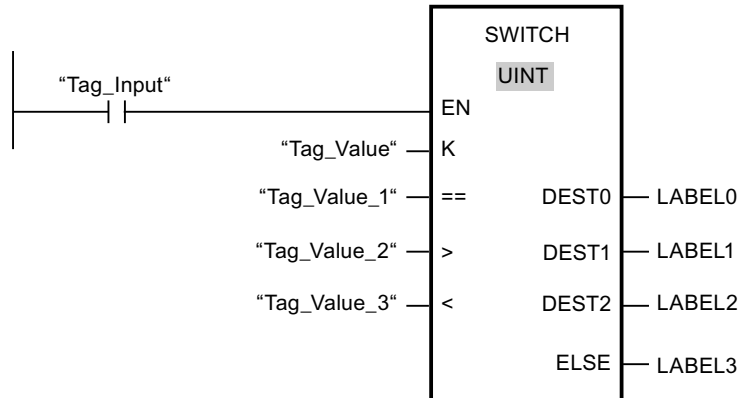 SWITCH
UINT
“Tag_Input“
EN
“Tag_Value“ K
“Tag_Value_1“ == DEST0 LABEL0
“Tag_Value_2“ > DEST1 LABEL1
“Tag_Value_3“ < DEST2 LABEL2
ELSE LABEL3